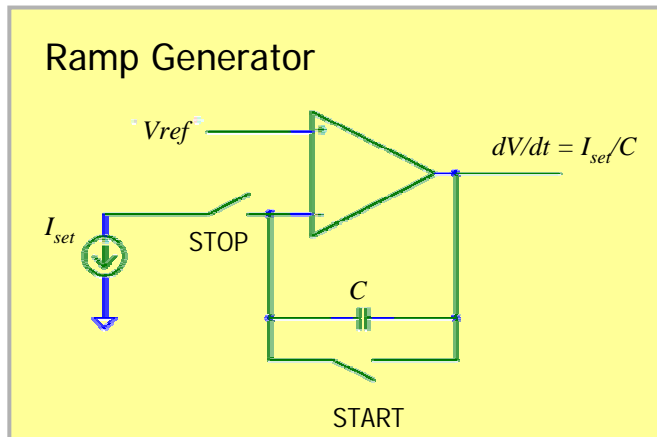 Ramp Generator
Vref
dV/dt = Iset/C
Iset
STOP
C
START